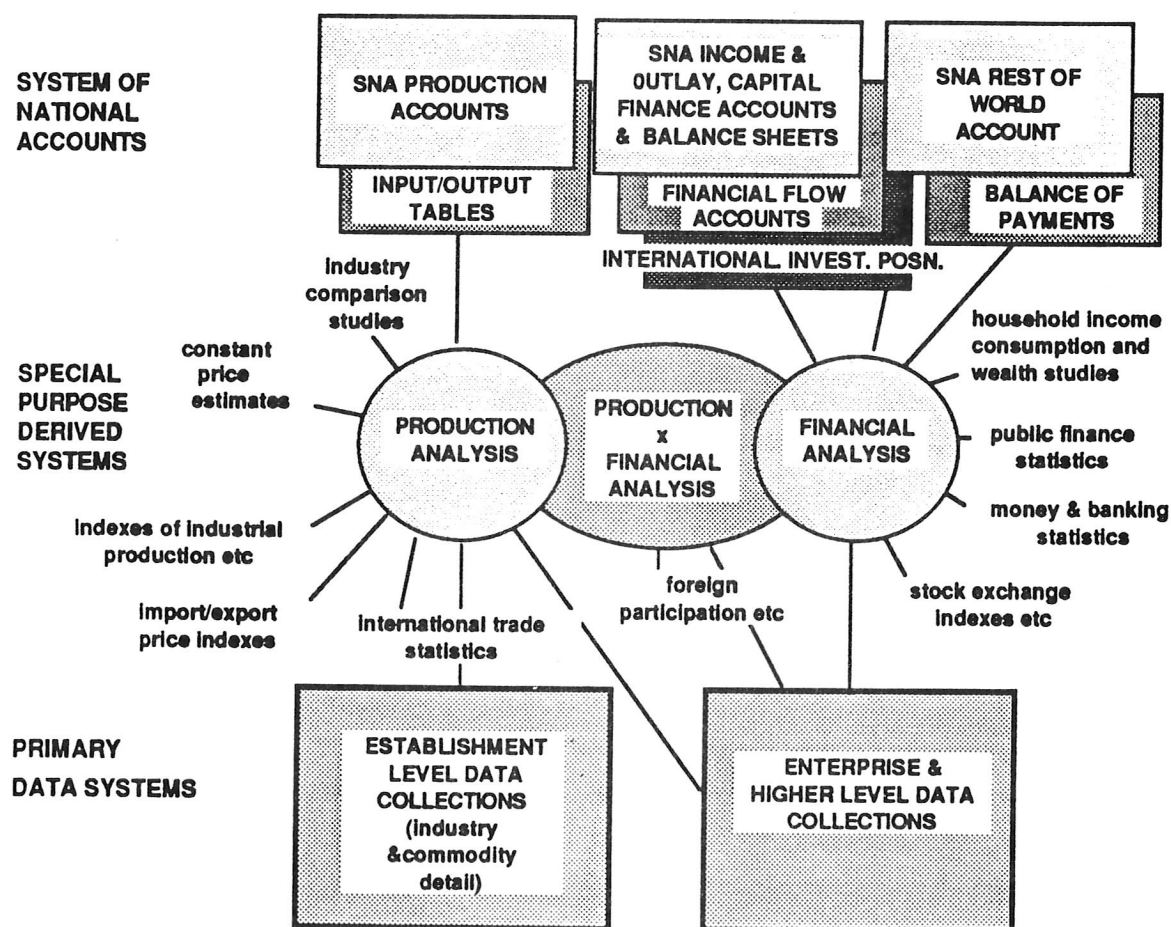 SYSTEM OF
NATIONAL
ACCOUNTS
SNA PRODUCTION
ACCOUNTS
INPUT/OUTPUT
TABLES
SNA INCOME &
OUTLAY, CAPITAL
FINANCE ACCOUNTS
& BALANCE SHEETS
FINANCIAL FLOW
ACCOUNTS
INTERNATIONAL. INVEST. POSN.
SNA REST OF
WORLD
ACCOUNT
BALANCE OF
PAYMENTS
SPECIAL
PURPOSE
DERIVED
SYSTEMS
industry
comparison
studies
constant
price
estimates
PRODUCTION
ANALYSIS
PRODUCTION
x
FINANCIAL
ANALYSIS
FINANCIAL
ANALYSIS
household income
consumption and
wealth studies
public finance
statistics
money & banking
statistics
stock exchange
indexes etc
indexes of industrial
production etc
import/export
price indexes
international trade
statistics
foreign
participation etc
PRIMARY
DATA SYSTEMS
ESTABLISHMENT
LEVEL DATA
COLLECTIONS
(industry
&commodity
detail)
ENTERPRISE &
HIGHER LEVEL DATA
COLLECTIONS